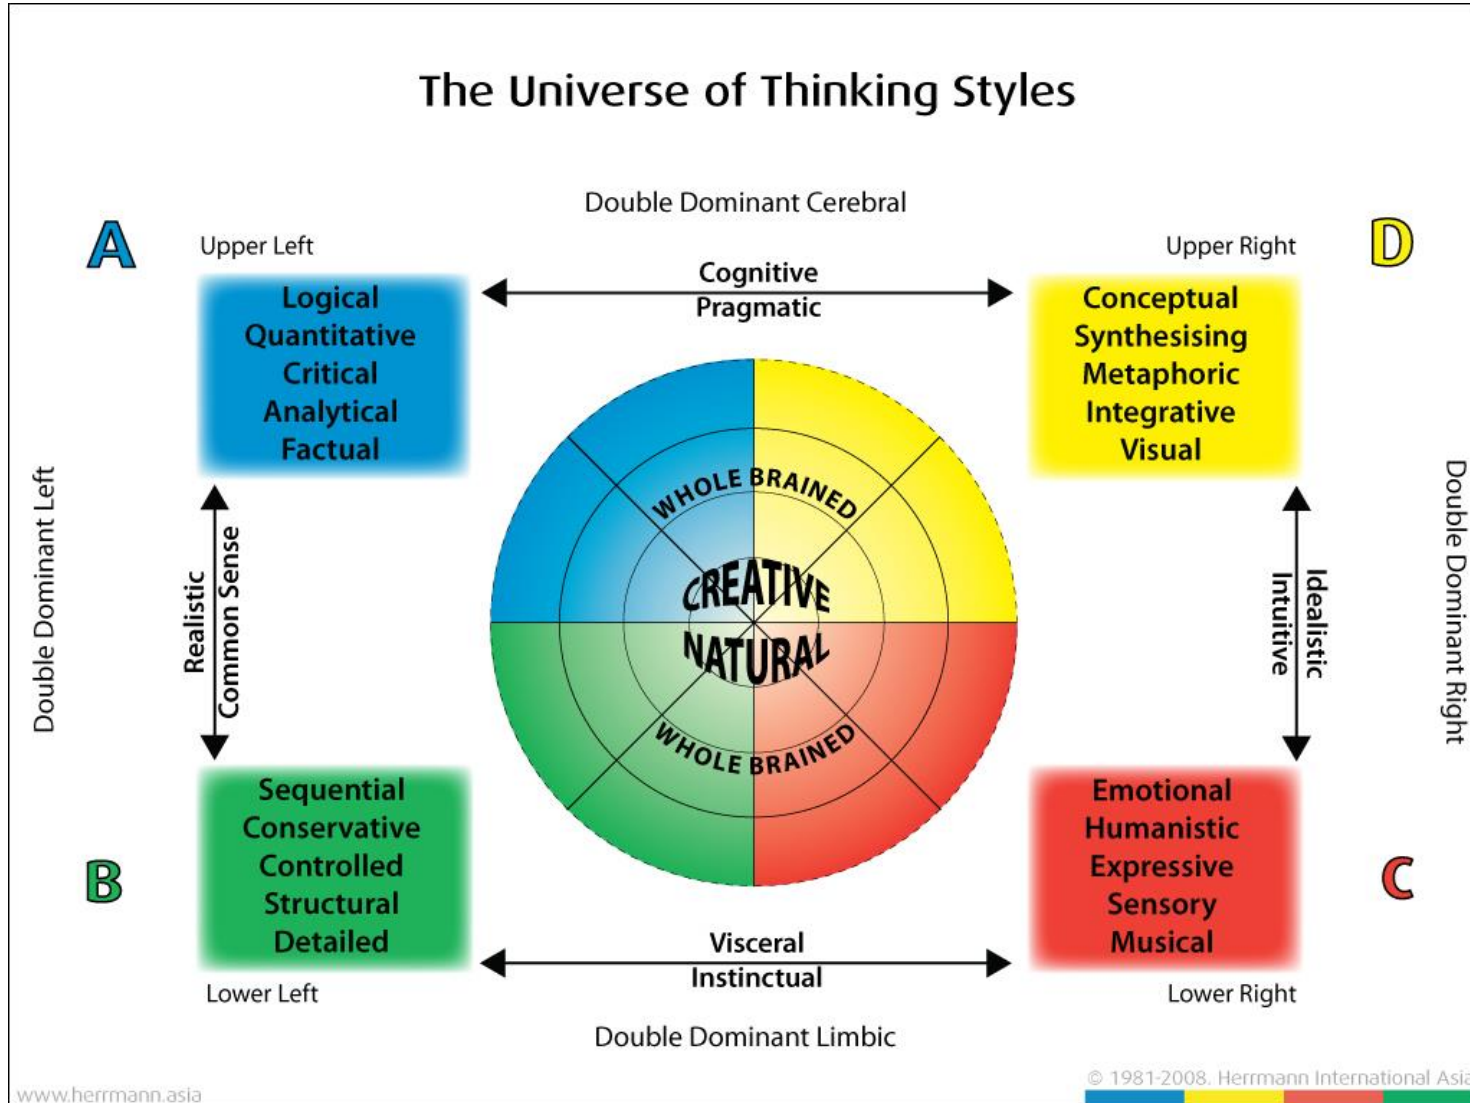 The Universe of Thinking Styles
Double Dominant Cerebral
A
Upper Left
Upper Right
D
Logical
Quantitative
Critical
Analytical
Factual
Cognitive
Pragmatic
Conceptual
Synthesising
Metaphoric
Integrative
Visual
Double Dominant Left
Realistic
Common Sense
WHOLE BRAINED
CREATIVE
NATURAL
WHOLE BRAINED
Idealistic
Intuitive
Double Dominant Right
B
Sequential
Conservative
Controlled
Structural
Detailed
Lower Left
Visceral
Instinctual
Emotional
Humanistic
Expressive
Sensory
Musical
C
Lower Right
Double Dominant Limbic
www.herrmann.asia
© 1981-2008. Herrmann International Asia